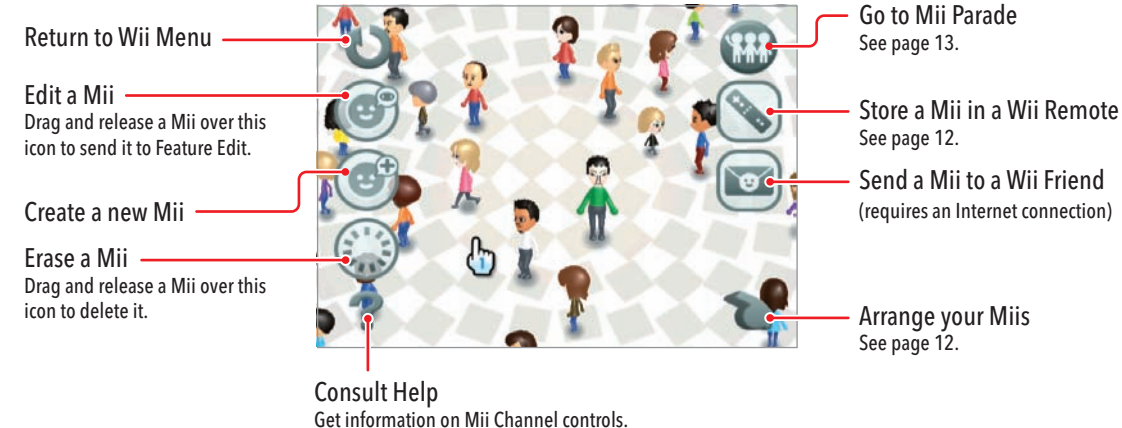 Return to Wii Menu
Edit a Mii
Drag and release a Mii over this
icon to send it to Feature Edit.
Create a new Mii
Erase a Mii
Drag and release a Mii over this
icon to delete it.
Consult Help
Get information on Mii Channel controls.
Go to Mii Parade
See page 13.
Store a Mii in a Wii Remote
See page 12.
Send a Mii to a Wii Friend
(requires an Internet connection)
Arrange your Miis
See page 12.
?
1